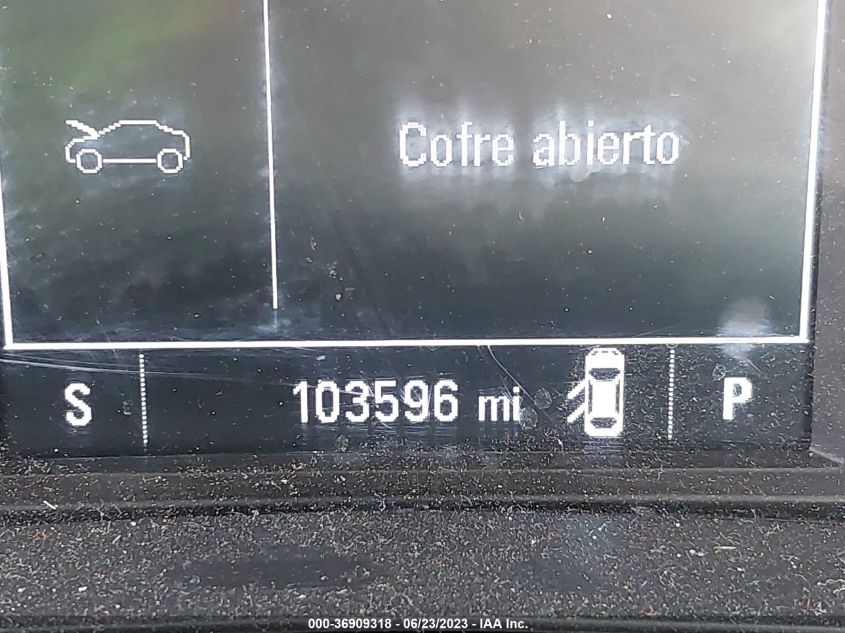 Cofre abierto
S 103596 mi P
000-36909318 - 06/23/2023 - IAA Inc.